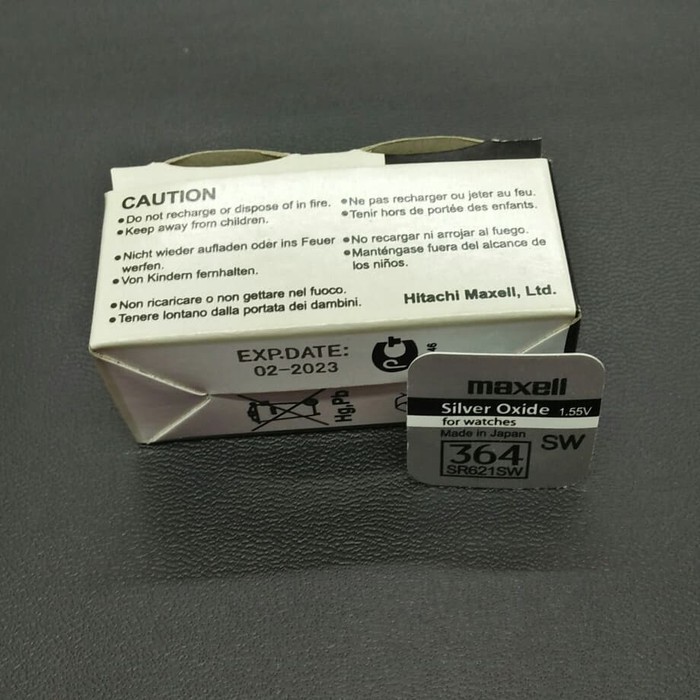 CAUTION
•Do not recharge or dispose of in fire.
•Keep away from children.
•Nicht wieder aufladen oder ins Feuer
werfen.
•Von Kindern fernhalten.
•Non ricaricare o non gettare nel fuoco.
•Tenere lontano dalla portata dei dambini.
•Ne pas recharger ou jeter au feu.
•Tenir hors de portée des enfants.
•No recargar ni arrojar al fuego.
•Manténgase fuera del alcance de
los niños.
Hitachi Maxell, Ltd.
EXP.DATE:
02-2023
46
Hg,Pb
maxell
Silver Oxide 1.55V
for watches
Made in Japan
364 SW
SR621SW